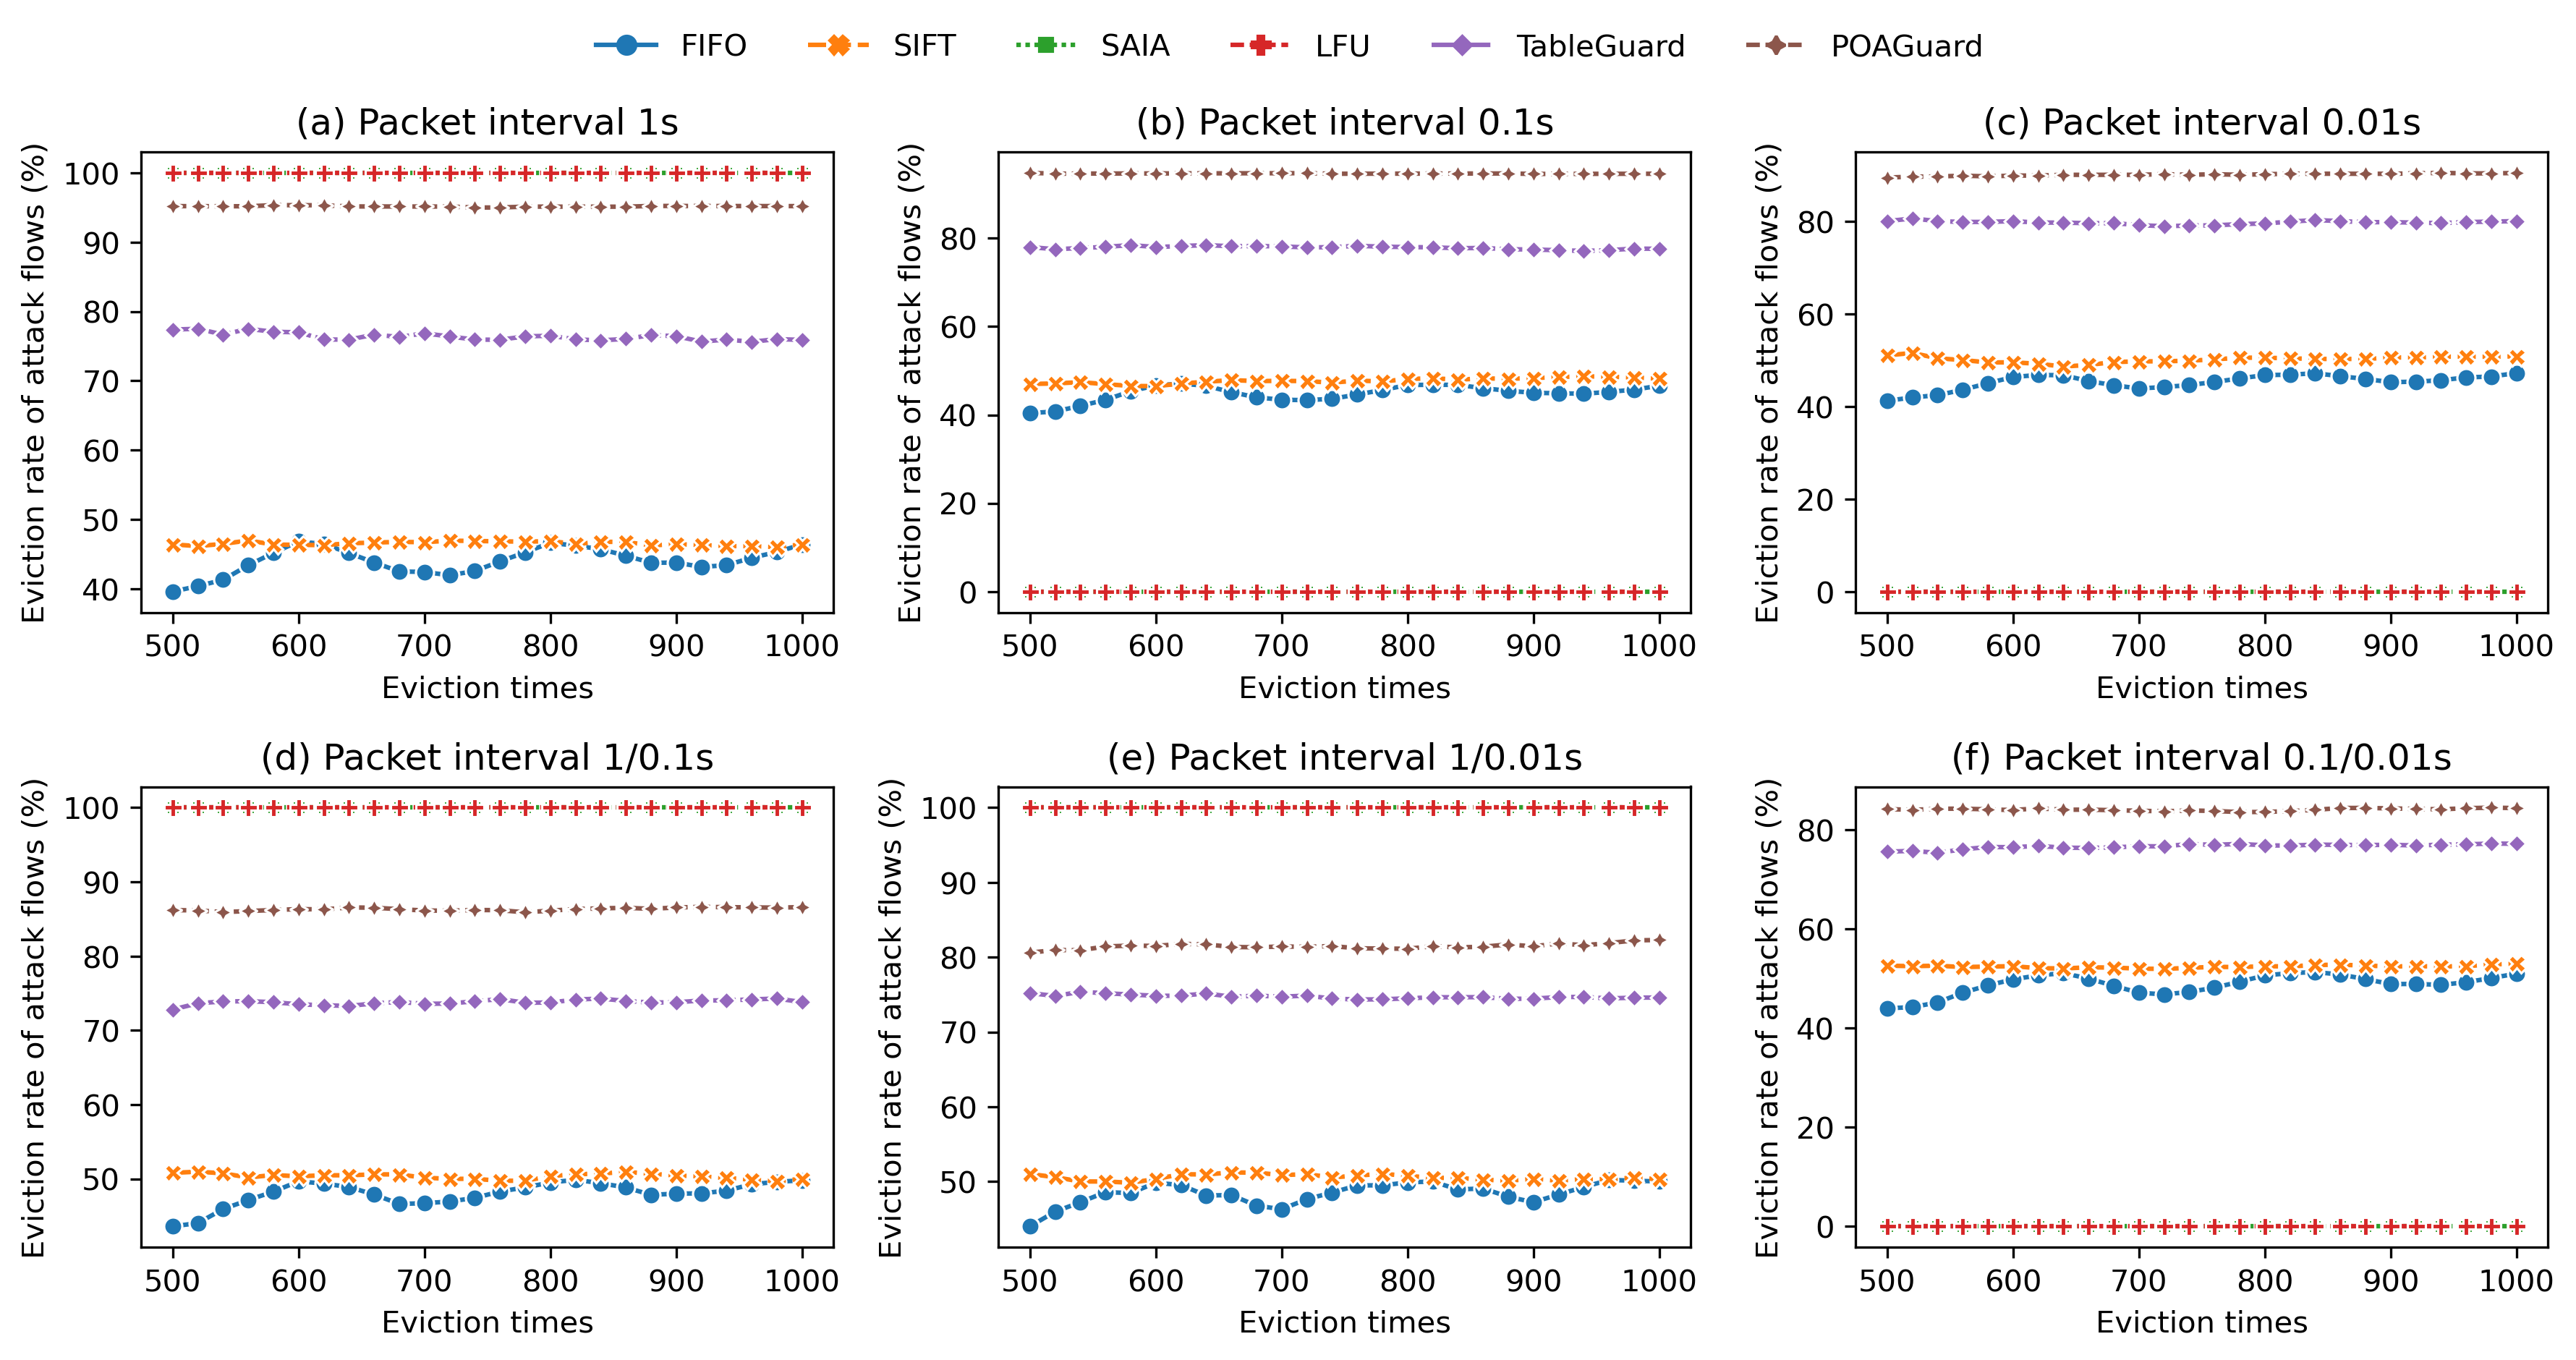 FIFO SIFT SAIA LFU TableGuard POAGuard
(a) Packet interval 1s
Eviction rate of attack flows (%)
100
90
80
70
60
50
40
500 600 700 800 900 1000
Eviction times
(b) Packet interval 0.1s
Eviction rate of attack flows (%)
80
60
40
20
0
500 600 700 800 900 1000
Eviction times
(c) Packet interval 0.01s
Eviction rate of attack flows (%)
80
60
40
20
0
500 600 700 800 900 1000
Eviction times
(d) Packet interval 1/0.1s
Eviction rate of attack flows (%)
100
90
80
70
60
50
500 600 700 800 900 1000
Eviction times
(e) Packet interval 1/0.01s
Eviction rate of attack flows (%)
100
90
80
70
60
50
500 600 700 800 900 1000
Eviction times
(f) Packet interval 0.1/0.01s
Eviction rate of attack flows (%)
80
60
40
20
0
500 600 700 800 900 1000
Eviction times